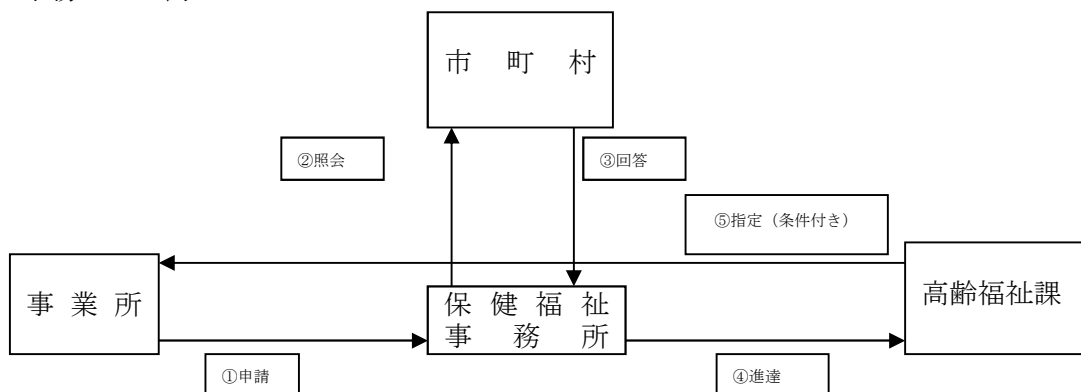 市町村
②照会
③回答
⑤指定（条件付き）
事業所
保健福祉
事務所
高齢福祉課
①申請
④進達